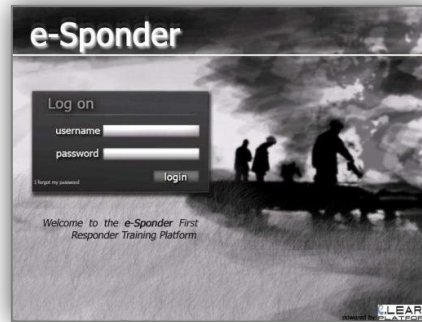 e-Sponder
Log on
username
password
login
I forgot my password
Welcome to the e-Sponder First
Responder Training Platform
powered by